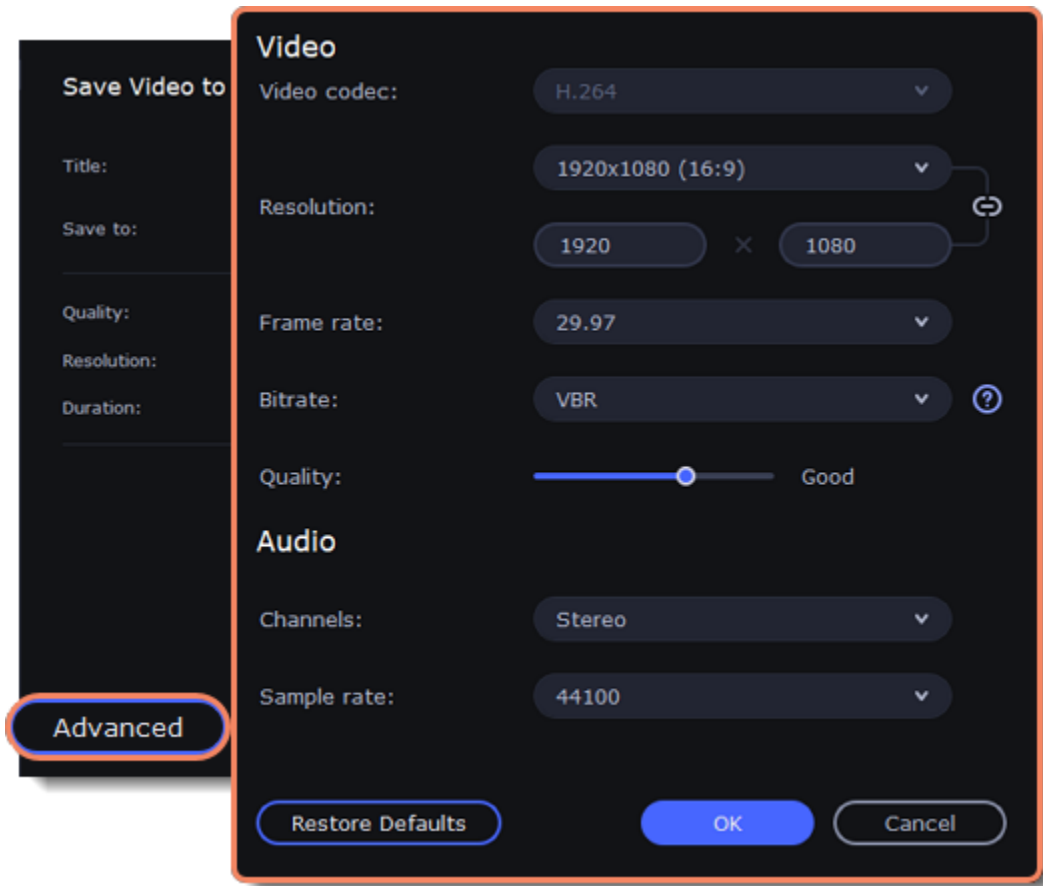 Save Video to
Title:
Save to:
Quality:
Resolution:
Duration:
Advanced
Video
Video codec: H.264
1920x1080 (16:9)
Resolution:
1920 × 1080
Frame rate: 29.97
Bitrate: VBR ?
Quality: Good
Audio
Channels: Stereo
Sample rate: 44100
Restore Defaults OK Cancel